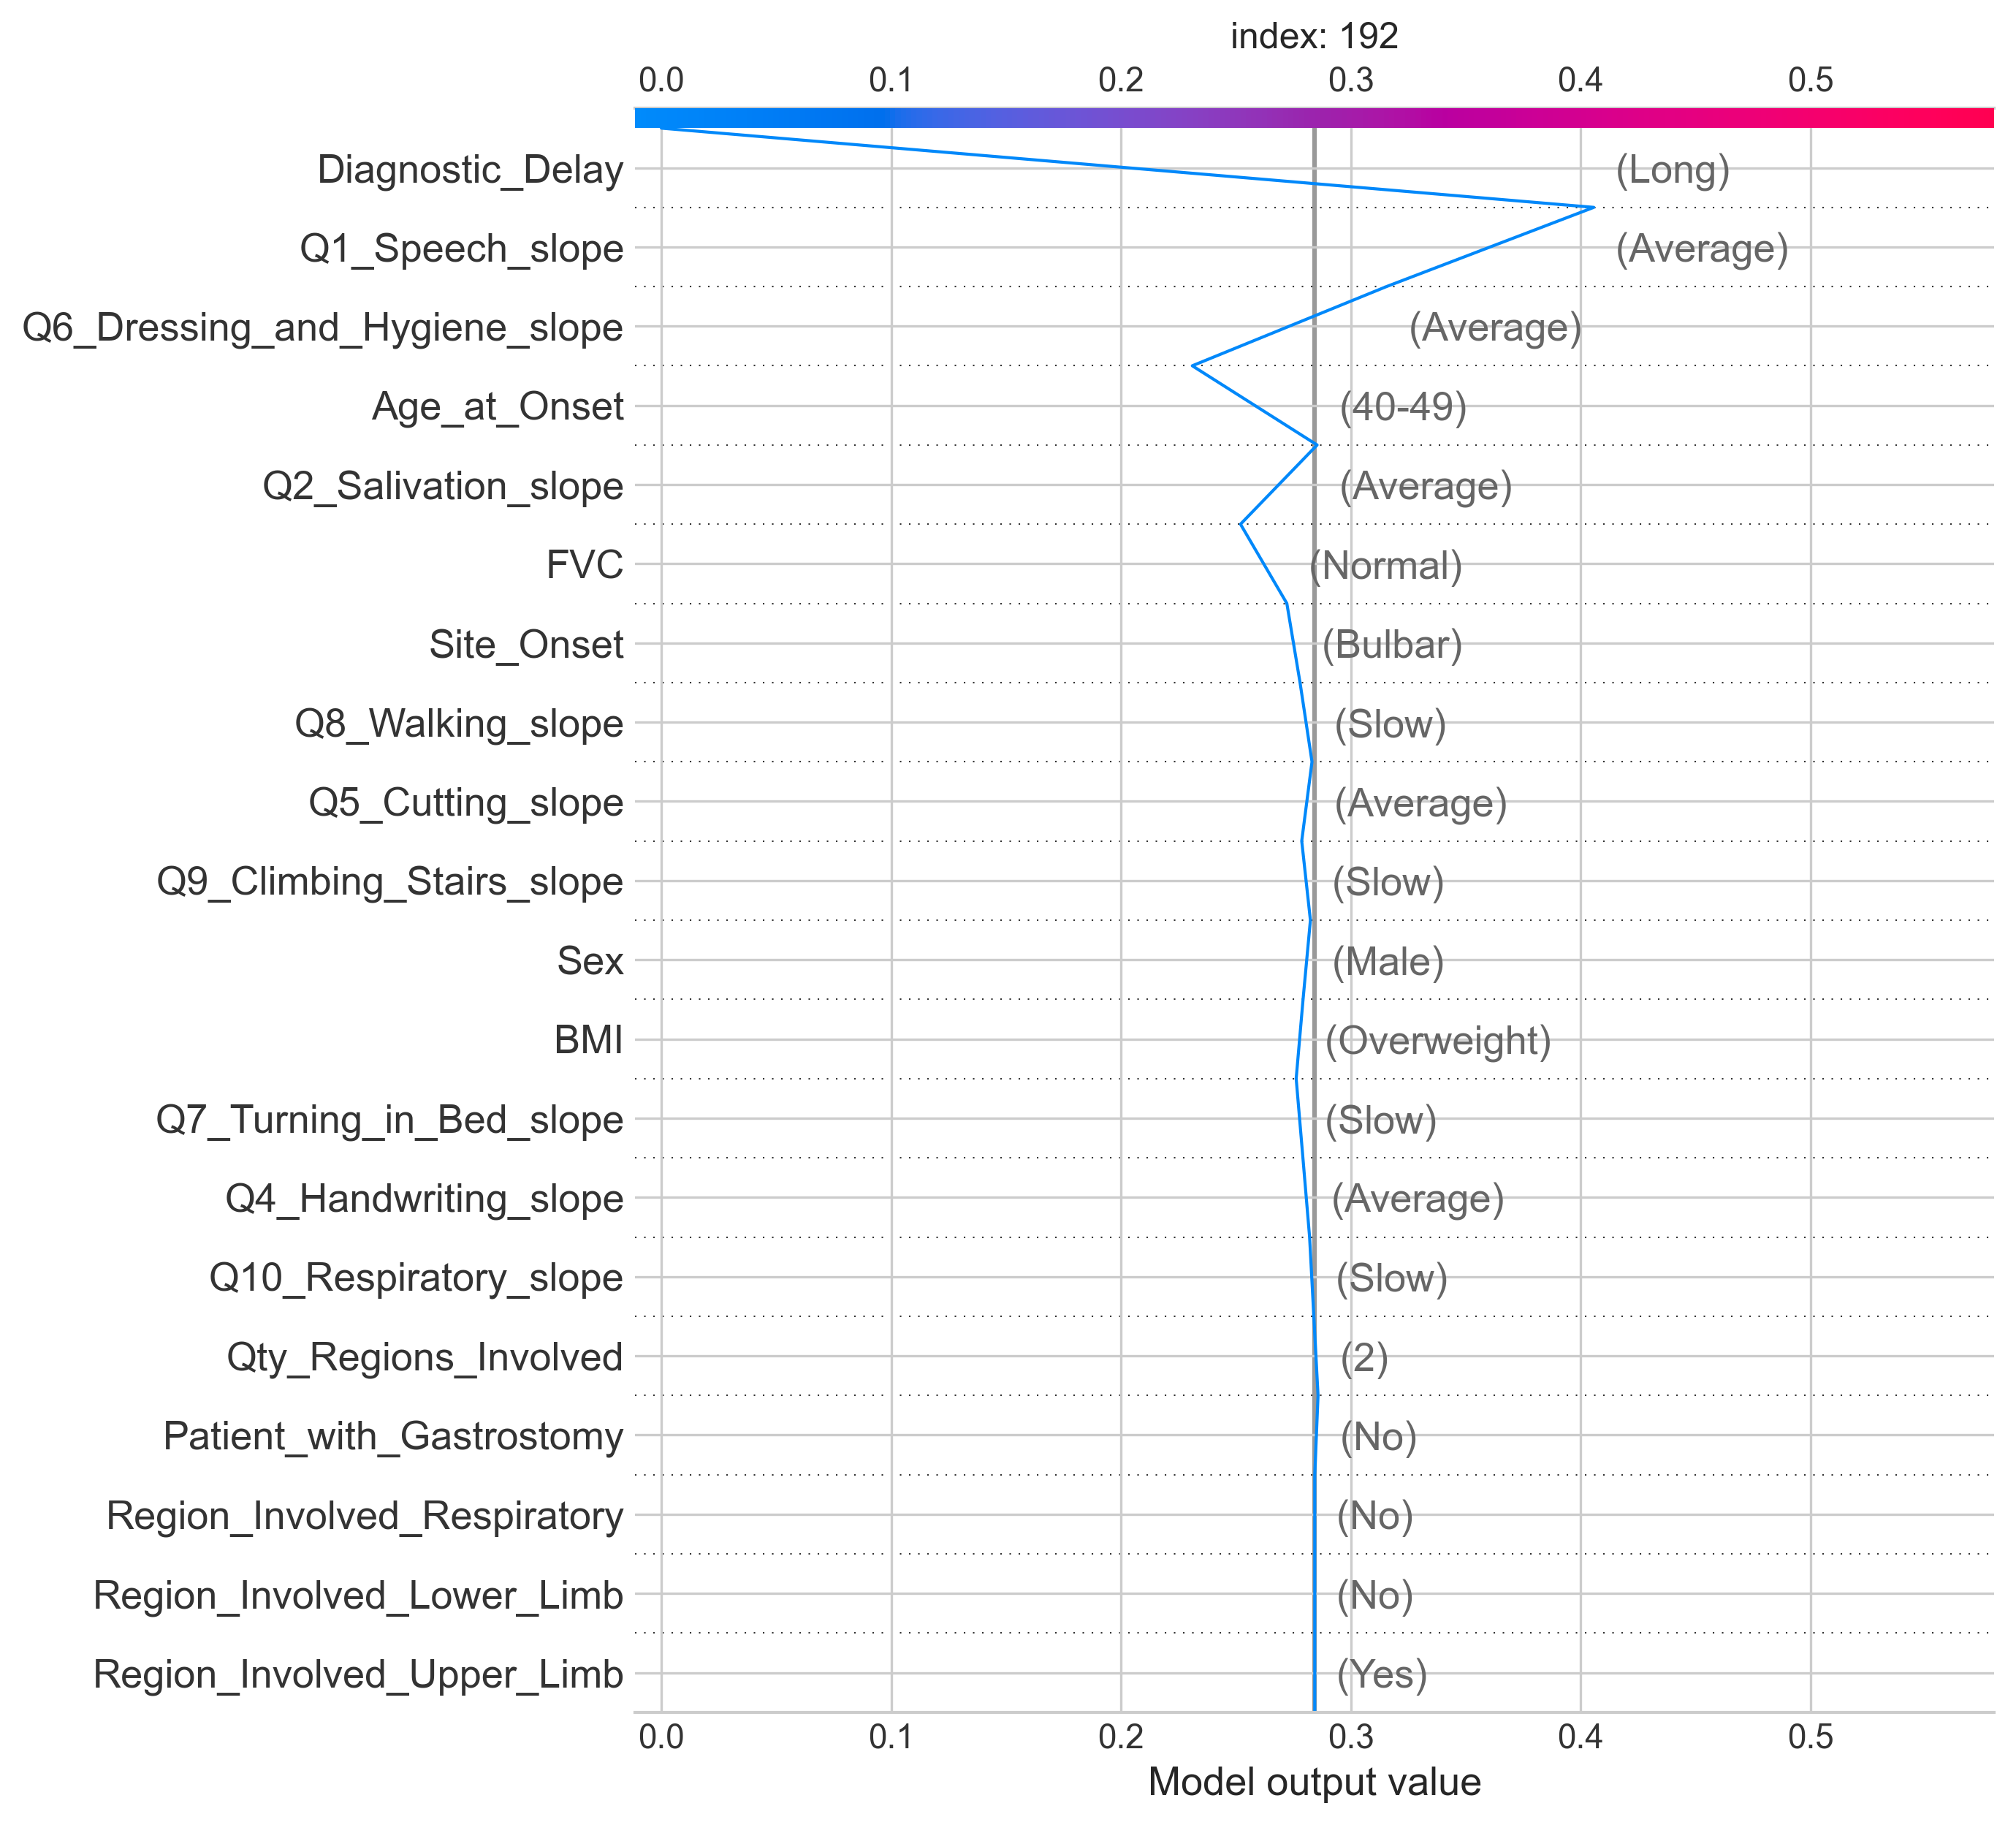 index: 192
0.0 0.1 0.2 0.3 0.4 0.5
Diagnostic_Delay (Long)
Q1_Speech_slope (Average)
Q6_Dressing_and_Hygiene_slope (Average)
Age_at_Onset (40-49)
Q2_Salivation_slope (Average)
FVC (Normal)
Site_Onset (Bulbar)
Q8_Walking_slope (Slow)
Q5_Cutting_slope (Average)
Q9_Climbing_Stairs_slope (Slow)
Sex (Male)
BMI (Overweight)
Q7_Turning_in_Bed_slope (Slow)
Q4_Handwriting_slope (Average)
Q10_Respiratory_slope (Slow)
Qty_Regions_Involved (2)
Patient_with_Gastrostomy (No)
Region_Involved_Respiratory (No)
Region_Involved_Lower_Limb (No)
Region_Involved_Upper_Limb (Yes)
0.0 0.1 0.2 0.3 0.4 0.5
Model output value